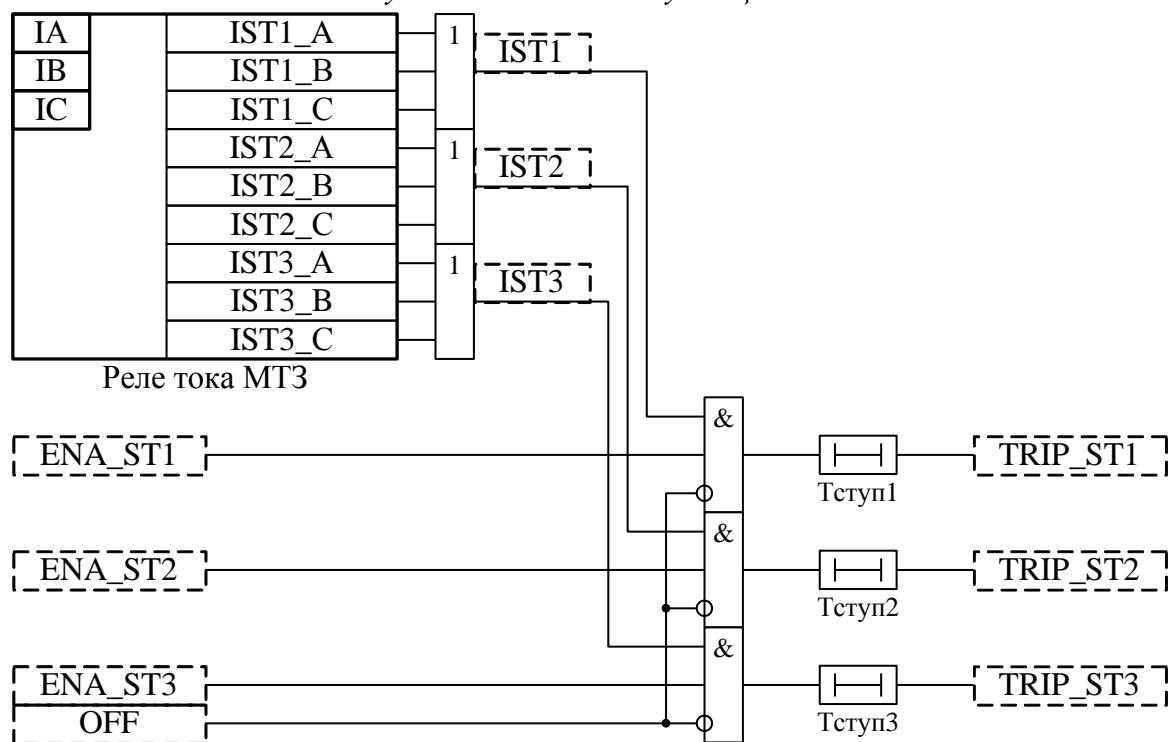 IA IST1_A 1 IST1
IB IST1_B
IC IST1_C
IST2_A 1 IST2
IST2_B
IST2_C
IST3_A 1 IST3
IST3_B
IST3_C
Реле тока МТЗ
&
ENA_ST1 TRIP_ST1
Тступ1
&
ENA_ST2 TRIP_ST2
Тступ2
&
ENA_ST3 TRIP_ST3
OFF Тступ3